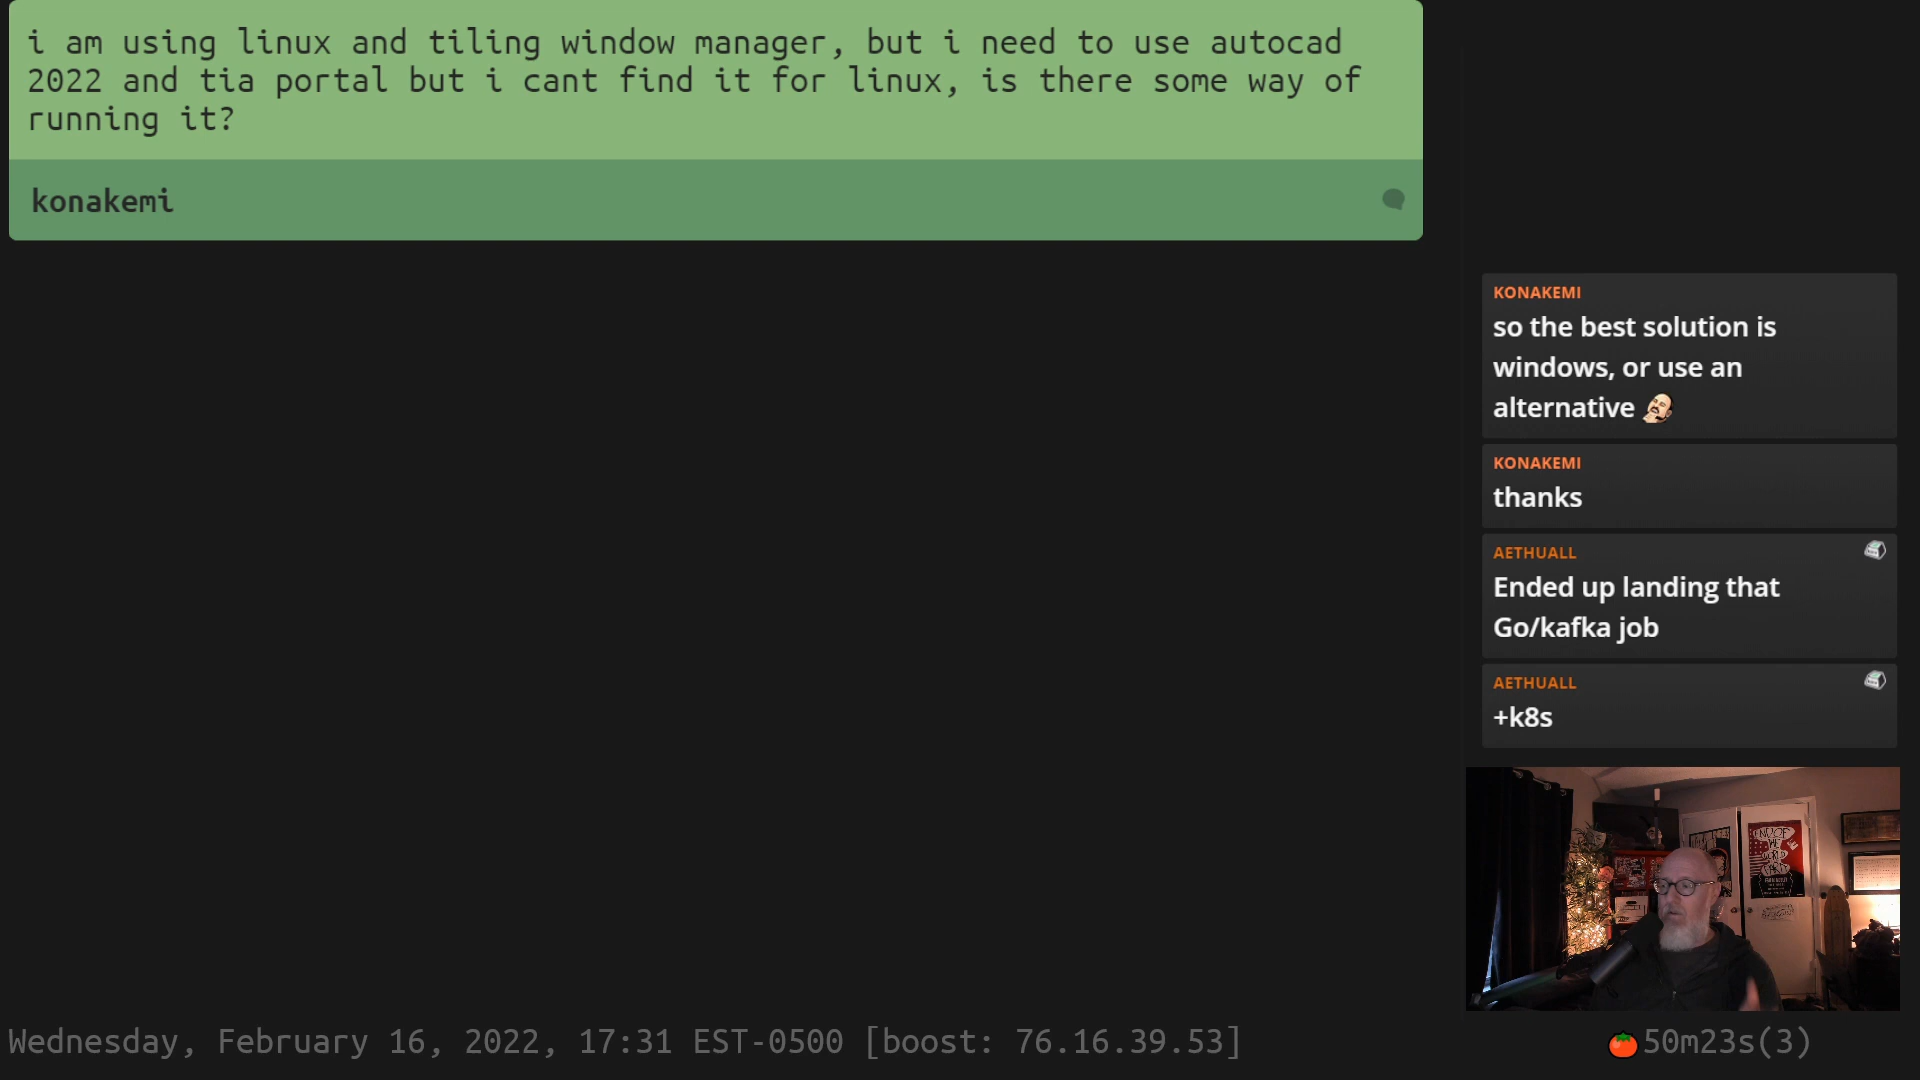 i am using linux and tiling window manager, but i need to use autocad
2022 and tia portal but i cant find it for linux, is there some way of
running it?
konakemi
KONAKEMI
so the best solution is
windows, or use an
alternative
KONAKEMI
thanks
AETHUALL
Ended up landing that
Go/kafka job
AETHUALL
+k8s
Wednesday, February 16, 2022, 17:31 EST-0500 [boost: 76.16.39.53]
50m23s(3)